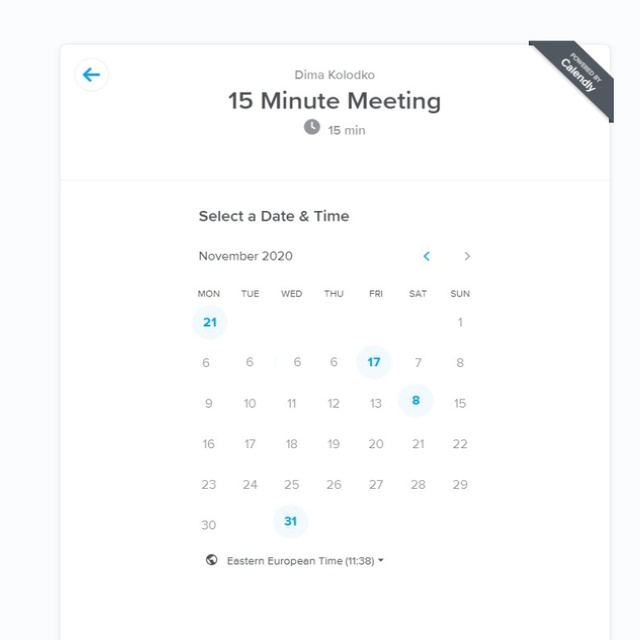 Dima Kolodko
POWERED BY
Calendly
15 Minute Meeting
15 min
Select a Date & Time
November 2020
MON TUE WED THU FRI SAT SUN
21 1
6 6 6 6 17 7 8
9 10 11 12 13 8 15
16 17 18 19 20 21 22
23 24 25 26 27 28 29
30 31
Eastern European Time (11:38)